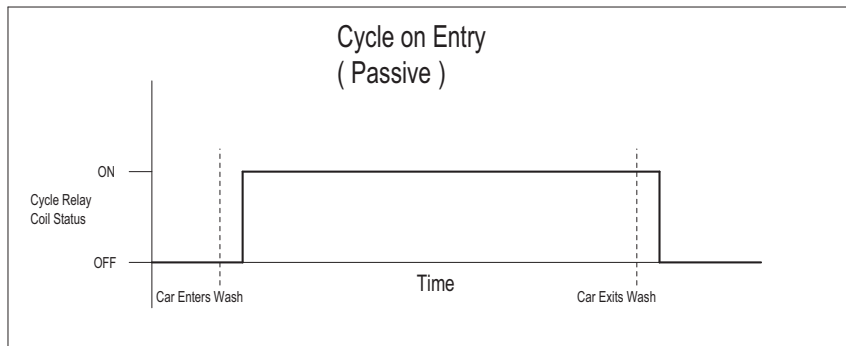 Cycle on Entry
( Passive )
ON
Cycle Relay
Coil Status
OFF
Time
Car Enters Wash
Car Exits Wash